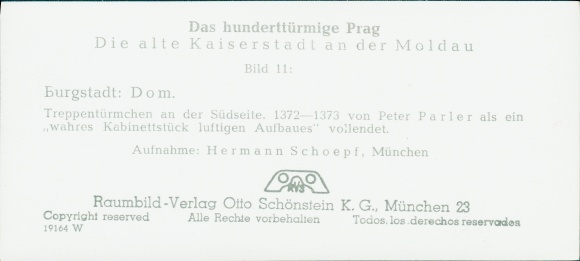 Das hunderttürmige Prag
Die alte Kaiserstadt an der Moldau
Bild 11:
Burgstadt: Dom.
Treppentürmchen an der Südseite. 1372—1373 von Peter Parler als ein
„wahres Kabinettstück luftigen Aufbaues" vollendet.
Aufnahme: Hermann Schoepf, München
RVS
Raumbild-Verlag Otto Schönstein K. G., München 23
Copyright reserved Alle Rechte vorbehalten Todos los derechos reservados
19164 W